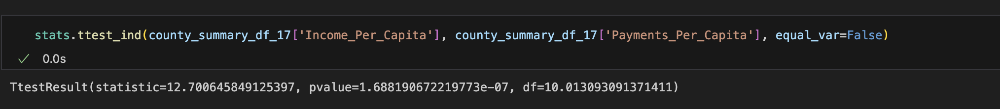 stats.ttest_ind(county_summary_df_17['Income_Per_Capita'], county_summary_df_17['Payments_Per_Capita'], equal_var=False)
0.0s
TtestResult(statistic=12.700645849125397, pvalue=1.688190672219773e-07, df=10.013093091371411)